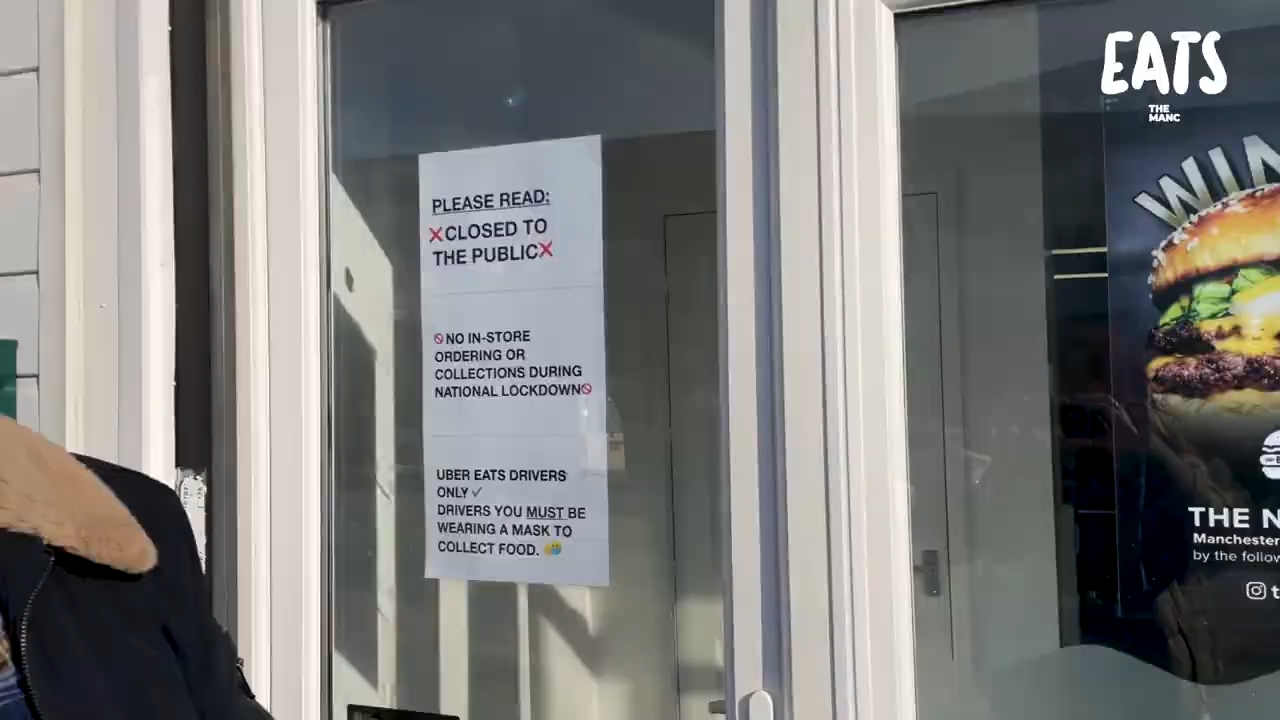 EATS
THE
MANC
PLEASE READ:
❌CLOSED TO
THE PUBLIC❌
🚫NO IN-STORE
ORDERING OR
COLLECTIONS DURING
NATIONAL LOCKDOWN🚫
UBER EATS DRIVERS
ONLY ✓
DRIVERS YOU MUST BE
WEARING A MASK TO
COLLECT FOOD. 😷
THE N
Manchester
by the follow